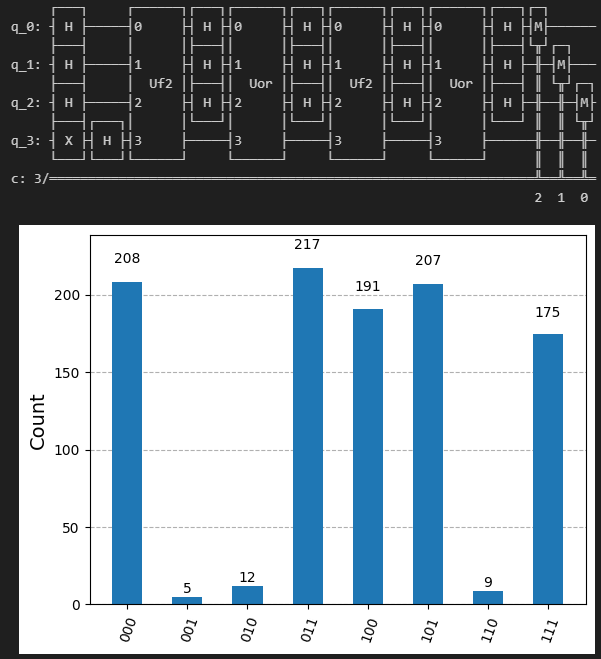 q_0: H 0 H 0 H 0 H 0 H M
q_1: H 1 H 1 H 1 H 1 H M
Uf2 Uor Uf2 Uor
q_2: H 2 H 2 H 2 H 2 H M
q_3: X H 3 3 3 3
c: 3/
2 1 0
217
208
207
191
175
200
150
100
50
12
9
5
0
Count
000 001 010 011 100 101 110 111